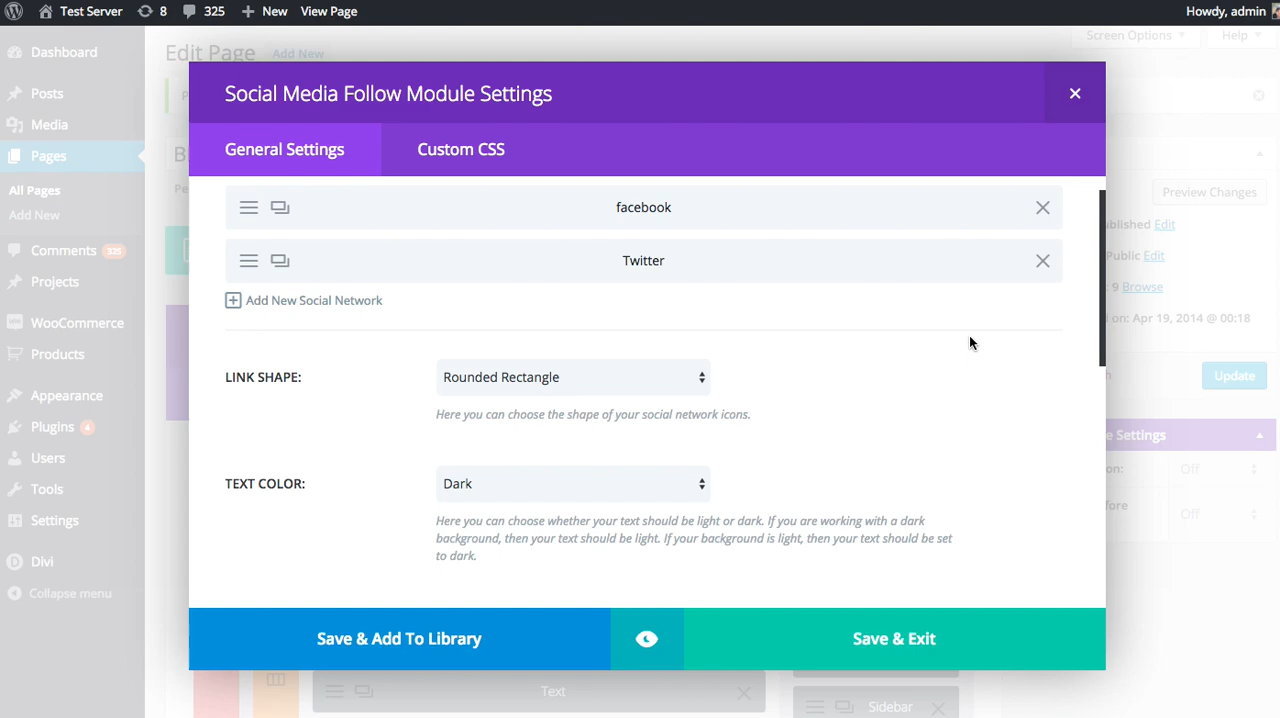 Test Server 8 325 New View Page Howdy, admin
Dashboard
Posts
Media
Pages
All Pages
Add New
Comments 325
Projects
WooCommerce
Products
Appearance
Plugins 4
Users
Tools
Settings
Divi
Collapse menu
Edit Page Add New
Screen Options Help
Social Media Follow Module Settings
General Settings Custom CSS
facebook
Twitter
Add New Social Network
LINK SHAPE: Rounded Rectangle
Here you can choose the shape of your social network icons.
TEXT COLOR: Dark
Here you can choose whether your text should be light or dark. If you are working with a dark
background, then your text should be light. If your background is light, then your text should be set
to dark.
Save & Add To Library Save & Exit
Preview Changes
ublished Edit
Public Edit
: 9 Browse
on: Apr 19, 2014 @ 00:18
Update
e Settings
on: Off
fore
Off
Text
Sidebar